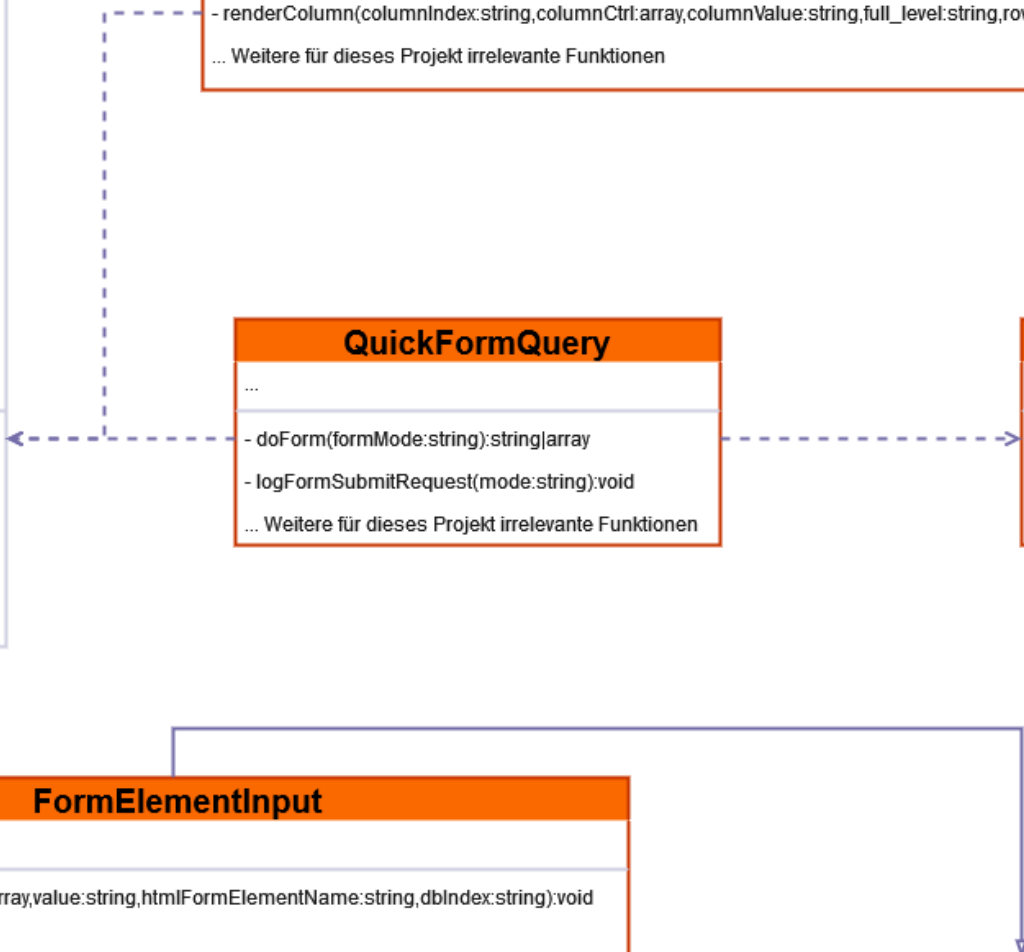 - renderColumn(columnIndex:string,columnCtrl:array,columnValue:string,full_level:string,
... Weitere für dieses Projekt irrelevante Funktionen
QuickFormQuery
...
- doForm(formMode:string):string|array
- logFormSubmitRequest(mode:string):void
... Weitere für dieses Projekt irrelevante Funktionen
FormElementInput
rray,value:string,htmlFormElementName:string,dbIndex:string):void